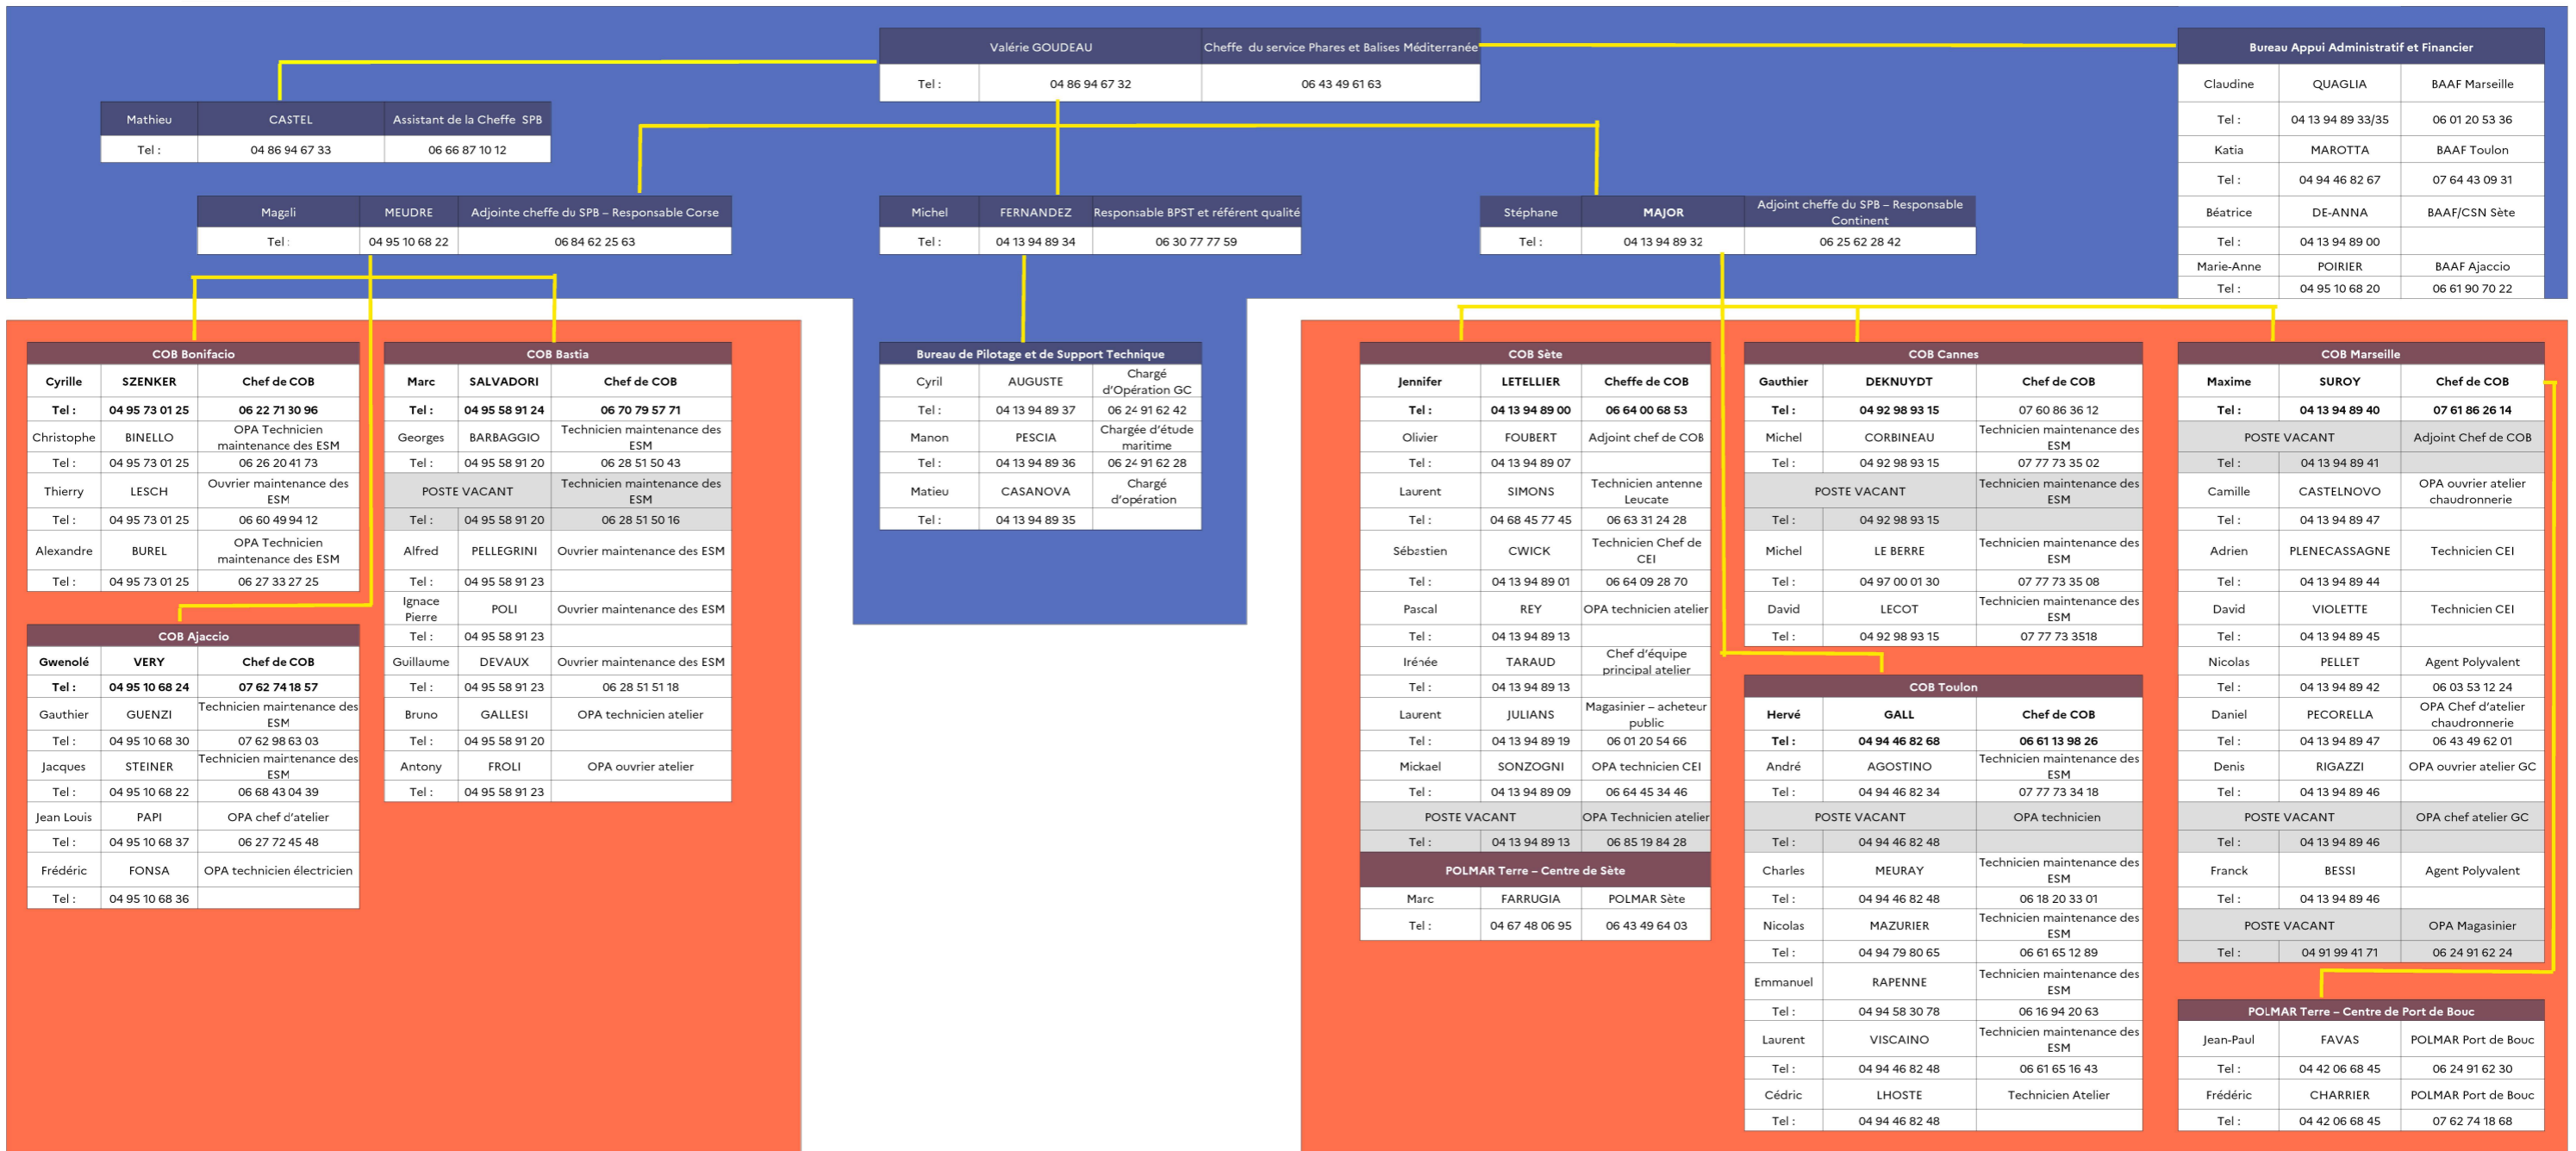 Valérie GOUDEAU Cheffe du service Phares et Balises Méditerranée
Tel : 04 86 94 67 32 06 43 49 61 63
Mathieu CASTEL Assistant de la Cheffe SPB
Tel : 04 86 94 67 33 06 66 87 10 12
Magali MEUDRE Adjointe cheffe du SPB – Responsable Corse
Tel : 04 95 10 68 22 06 84 62 25 63
Michel FERNANDEZ Responsable BPST et référent qualité
Tel : 04 13 94 89 34 06 30 77 77 59
Stéphane MAJOR Adjoint cheffe du SPB – Responsable
Continent
Tel : 04 13 94 89 32 06 25 62 28 42
Bureau Appui Administratif et Financier
Claudine QUAGLIA BAAF Marseille
Tel : 04 13 94 89 33/35 06 01 20 53 36
Katia MAROTTA BAAF Toulon
Tel : 04 94 46 82 67 07 64 43 09 31
Béatrice DE-ANNA BAAF/CSN Sète
Tel : 04 13 94 89 00
Marie-Anne POIRIER BAAF Ajaccio
Tel : 04 95 10 68 20 06 61 90 70 22
COB Bonifacio
Cyrille SZENKER Chef de COB
Tel : 04 95 73 01 25 06 22 71 30 96
Christophe BINELLO OPA Technicien
maintenance des ESM
Tel : 04 95 73 01 25 06 26 20 41 73
Thierry LESCH Ouvrier maintenance des
ESM
Tel : 04 95 73 01 25 06 60 49 94 12
Alexandre BUREL OPA Technicien
maintenance des ESM
Tel : 04 95 73 01 25 06 27 33 27 25
COB Ajaccio
Gwenolé VERY Chef de COB
Tel : 04 95 10 68 24 07 62 74 18 57
Gauthier GUENZI Technicien maintenance des
ESM
Tel : 04 95 10 68 30 07 62 98 63 03
Jacques STEINER Technicien maintenance des
ESM
Tel : 04 95 10 68 22 06 68 43 04 39
Jean Louis PAPI OPA chef d'atelier
Tel : 04 95 10 68 37 06 27 72 45 48
Frédéric FONSA OPA technicien électricien
Tel : 04 95 10 68 36
COB Bastia
Marc SALVADORI Chef de COB
Tel : 04 95 58 91 24 06 70 79 57 71
Georges BARBAGGIO Technicien maintenance des
ESM
Tel : 04 95 58 91 20 06 28 51 50 43
POSTE VACANT Technicien maintenance des
ESM
Tel : 04 95 58 91 20 06 28 51 50 16
Alfred PELLEGRINI Ouvrier maintenance des ESM
Tel : 04 95 58 91 23
Ignace
Pierre POLI Ouvrier maintenance des ESM
Tel : 04 95 58 91 23
Guillaume DEVAUX Ouvrier maintenance des ESM
Tel : 04 95 58 91 23 06 28 51 51 18
Bruno GALLESI OPA technicien atelier
Tel : 04 95 58 91 20
Antony FROLI OPA ouvrier atelier
Tel : 04 95 58 91 23
Bureau de Pilotage et de Support Technique
Cyril AUGUSTE Chargé
d'Opération GC
Tel : 04 13 94 89 37 06 24 91 62 42
Manon PESCIA Chargée d'étude
maritime
Tel : 04 13 94 89 36 06 24 91 62 28
Matieu CASANOVA Chargé
d'opération
Tel : 04 13 94 89 35
COB Sète
Jennifer LETELLIER Cheffe de COB
Tel : 04 13 94 89 00 06 64 00 68 53
Olivier FOUBERT Adjoint chef de COB
Tel : 04 13 94 89 07
Laurent SIMONS Technicien antenne
Leucate
Tel : 04 68 45 77 45 06 63 31 24 28
Sébastien CWICK Technicien Chef de
CEI
Tel : 04 13 94 89 01 06 64 09 28 70
Pascal REY OPA technicien atelier
Tel : 04 13 94 89 13
Irénée TARAUD Chef d'équipe
principal atelier
Tel : 04 13 94 89 13
Laurent JULIANS Magasinier – acheteur
public
Tel : 04 13 94 89 19 06 01 20 54 66
Mickael SONZOGNI OPA technicien CEI
Tel : 04 13 94 89 09 06 64 45 34 46
POSTE VACANT OPA Technicien atelier
Tel : 04 13 94 89 13 06 85 19 84 28
POLMAR Terre – Centre de Sète
Marc FARRUGIA POLMAR Sète
Tel : 04 67 48 06 95 06 43 49 64 03
COB Cannes
Gauthier DEKNUYDT Chef de COB
Tel : 04 92 98 93 15 07 60 86 36 12
Michel CORBINEAU Technicien maintenance des
ESM
Tel : 04 92 98 93 15 07 77 73 35 02
POSTE VACANT Technicien maintenance des
ESM
Tel : 04 92 98 93 15
Michel LE BERRE Technicien maintenance des
ESM
Tel : 04 97 00 01 30 07 77 73 35 08
David LECOT Technicien maintenance des
ESM
Tel : 04 92 98 93 15 07 77 73 3518
COB Toulon
Hervé GALL Chef de COB
Tel : 04 94 46 82 68 06 61 13 98 26
André AGOSTINO Technicien maintenance des
ESM
Tel : 04 94 46 82 34 07 77 73 34 18
POSTE VACANT OPA technicien
Tel : 04 94 46 82 48
Charles MEURAY Technicien maintenance des
ESM
Tel : 04 94 46 82 48 06 18 20 33 01
Nicolas MAZURIER Technicien maintenance des
ESM
Tel : 04 94 79 80 65 06 61 65 12 89
Emmanuel RAPENNE Technicien maintenance des
ESM
Tel : 04 94 58 30 78 06 16 94 20 63
Laurent VISCAINO Technicien maintenance des
ESM
Tel : 04 94 46 82 48 06 61 65 16 43
Cédric LHOSTE Technicien Atelier
Tel : 04 94 46 82 48
COB Marseille
Maxime SUROY Chef de COB
Tel : 04 13 94 89 40 07 61 86 26 14
POSTE VACANT Adjoint Chef de COB
Tel : 04 13 94 89 41
Camille CASTELNOVO OPA ouvrier atelier
chaudronnerie
Tel : 04 13 94 89 47
Adrien PLENECASSAGNE Technicien CEI
Tel : 04 13 94 89 44
David VIOLETTE Technicien CEI
Tel : 04 13 94 89 45
Nicolas PELLET Agent Polyvalent
Tel : 04 13 94 89 42 06 03 53 12 24
Daniel PECORELLA OPA Chef d'atelier
chaudronnerie
Tel : 04 13 94 89 47 06 43 49 62 01
Denis RIGAZZI OPA ouvrier atelier GC
Tel : 04 13 94 89 46
POSTE VACANT OPA chef atelier GC
Tel : 04 13 94 89 46
Franck BESSI Agent Polyvalent
Tel : 04 13 94 89 46
POSTE VACANT OPA Magasinier
Tel : 04 91 99 41 71 06 24 91 62 24
POLMAR Terre – Centre de Port de Bouc
Jean-Paul FAVAS POLMAR Port de Bouc
Tel : 04 42 06 68 45 06 24 91 62 30
Frédéric CHARRIER POLMAR Port de Bouc
Tel : 04 42 06 68 45 07 62 74 18 68